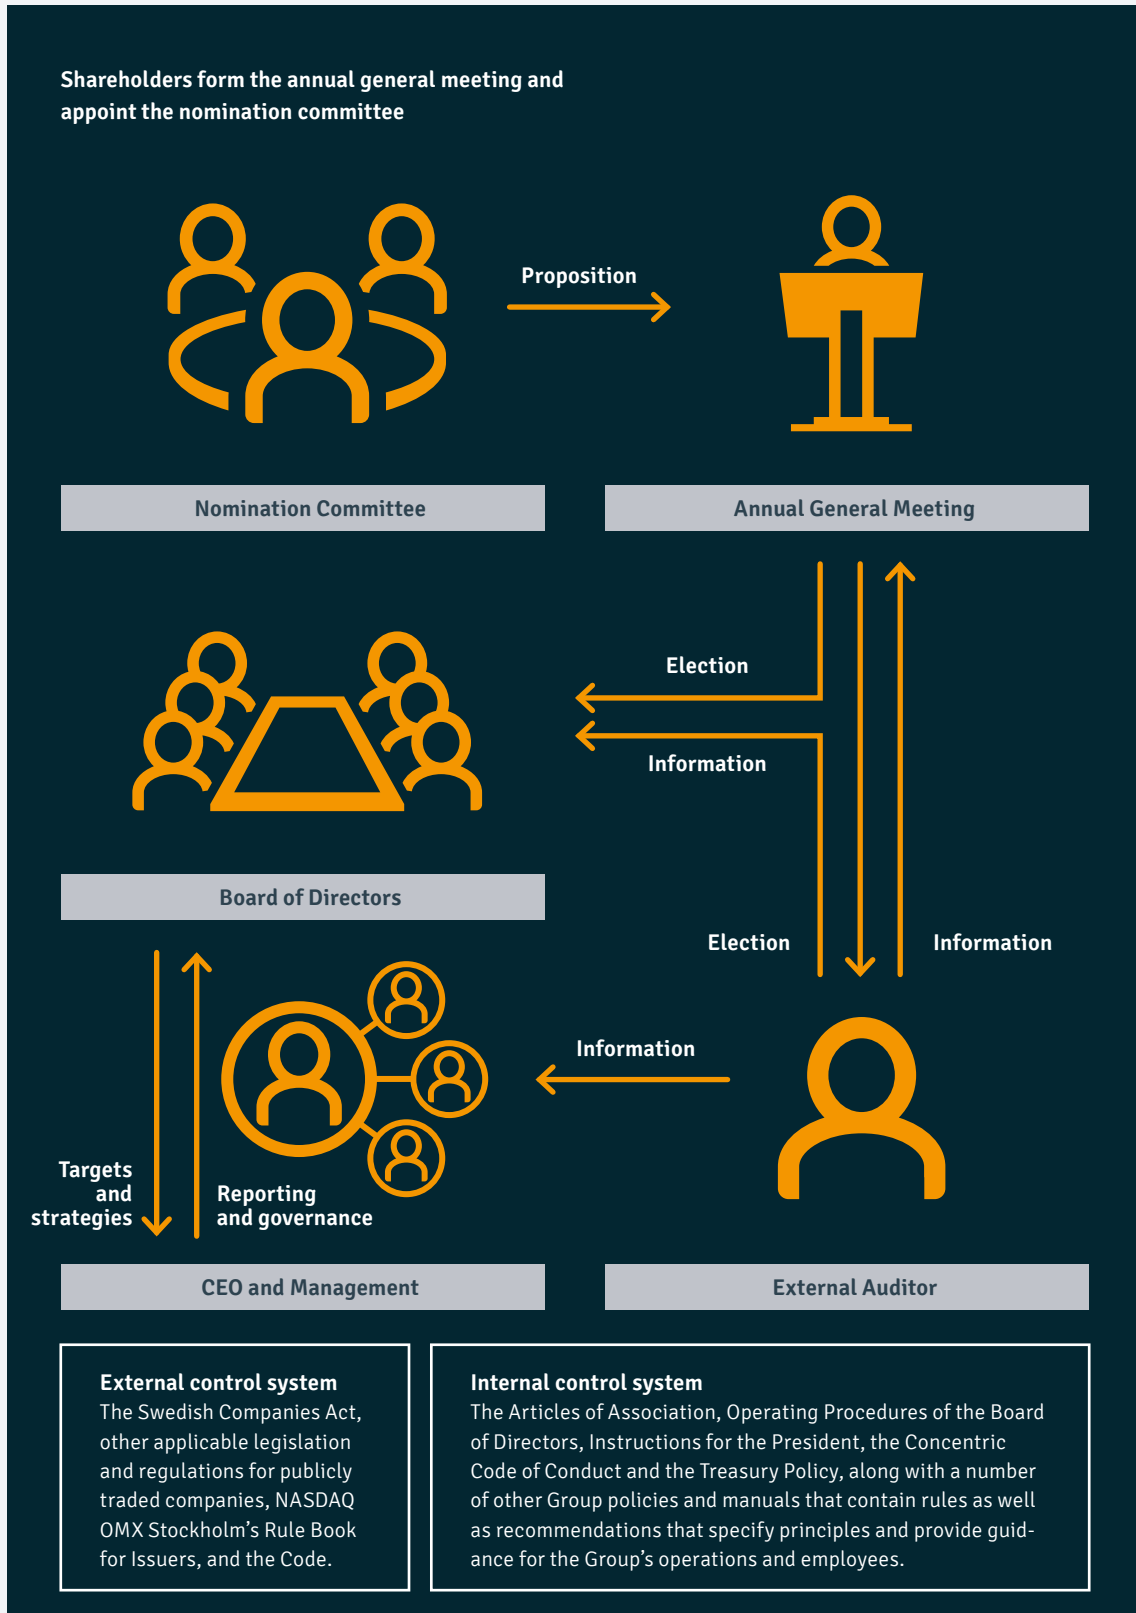 Shareholders form the annual general meeting and
appoint the nomination committee
Proposition
Nomination Committee
Annual General Meeting
Election
Information
Board of Directors
Election
Information
Information
Targets
and
strategies
Reporting
and governance
CEO and Management
External Auditor
External control system
The Swedish Companies Act,
other applicable legislation
and regulations for publicly
traded companies, NASDAQ
OMX Stockholm’s Rule Book
for Issuers, and the Code.
Internal control system
The Articles of Association, Operating Procedures of the Board
of Directors, Instructions for the President, the Concentric
Code of Conduct and the Treasury Policy, along with a number
of other Group policies and manuals that contain rules as well
as recommendations that specify principles and provide guid-
ance for the Group’s operations and employees.